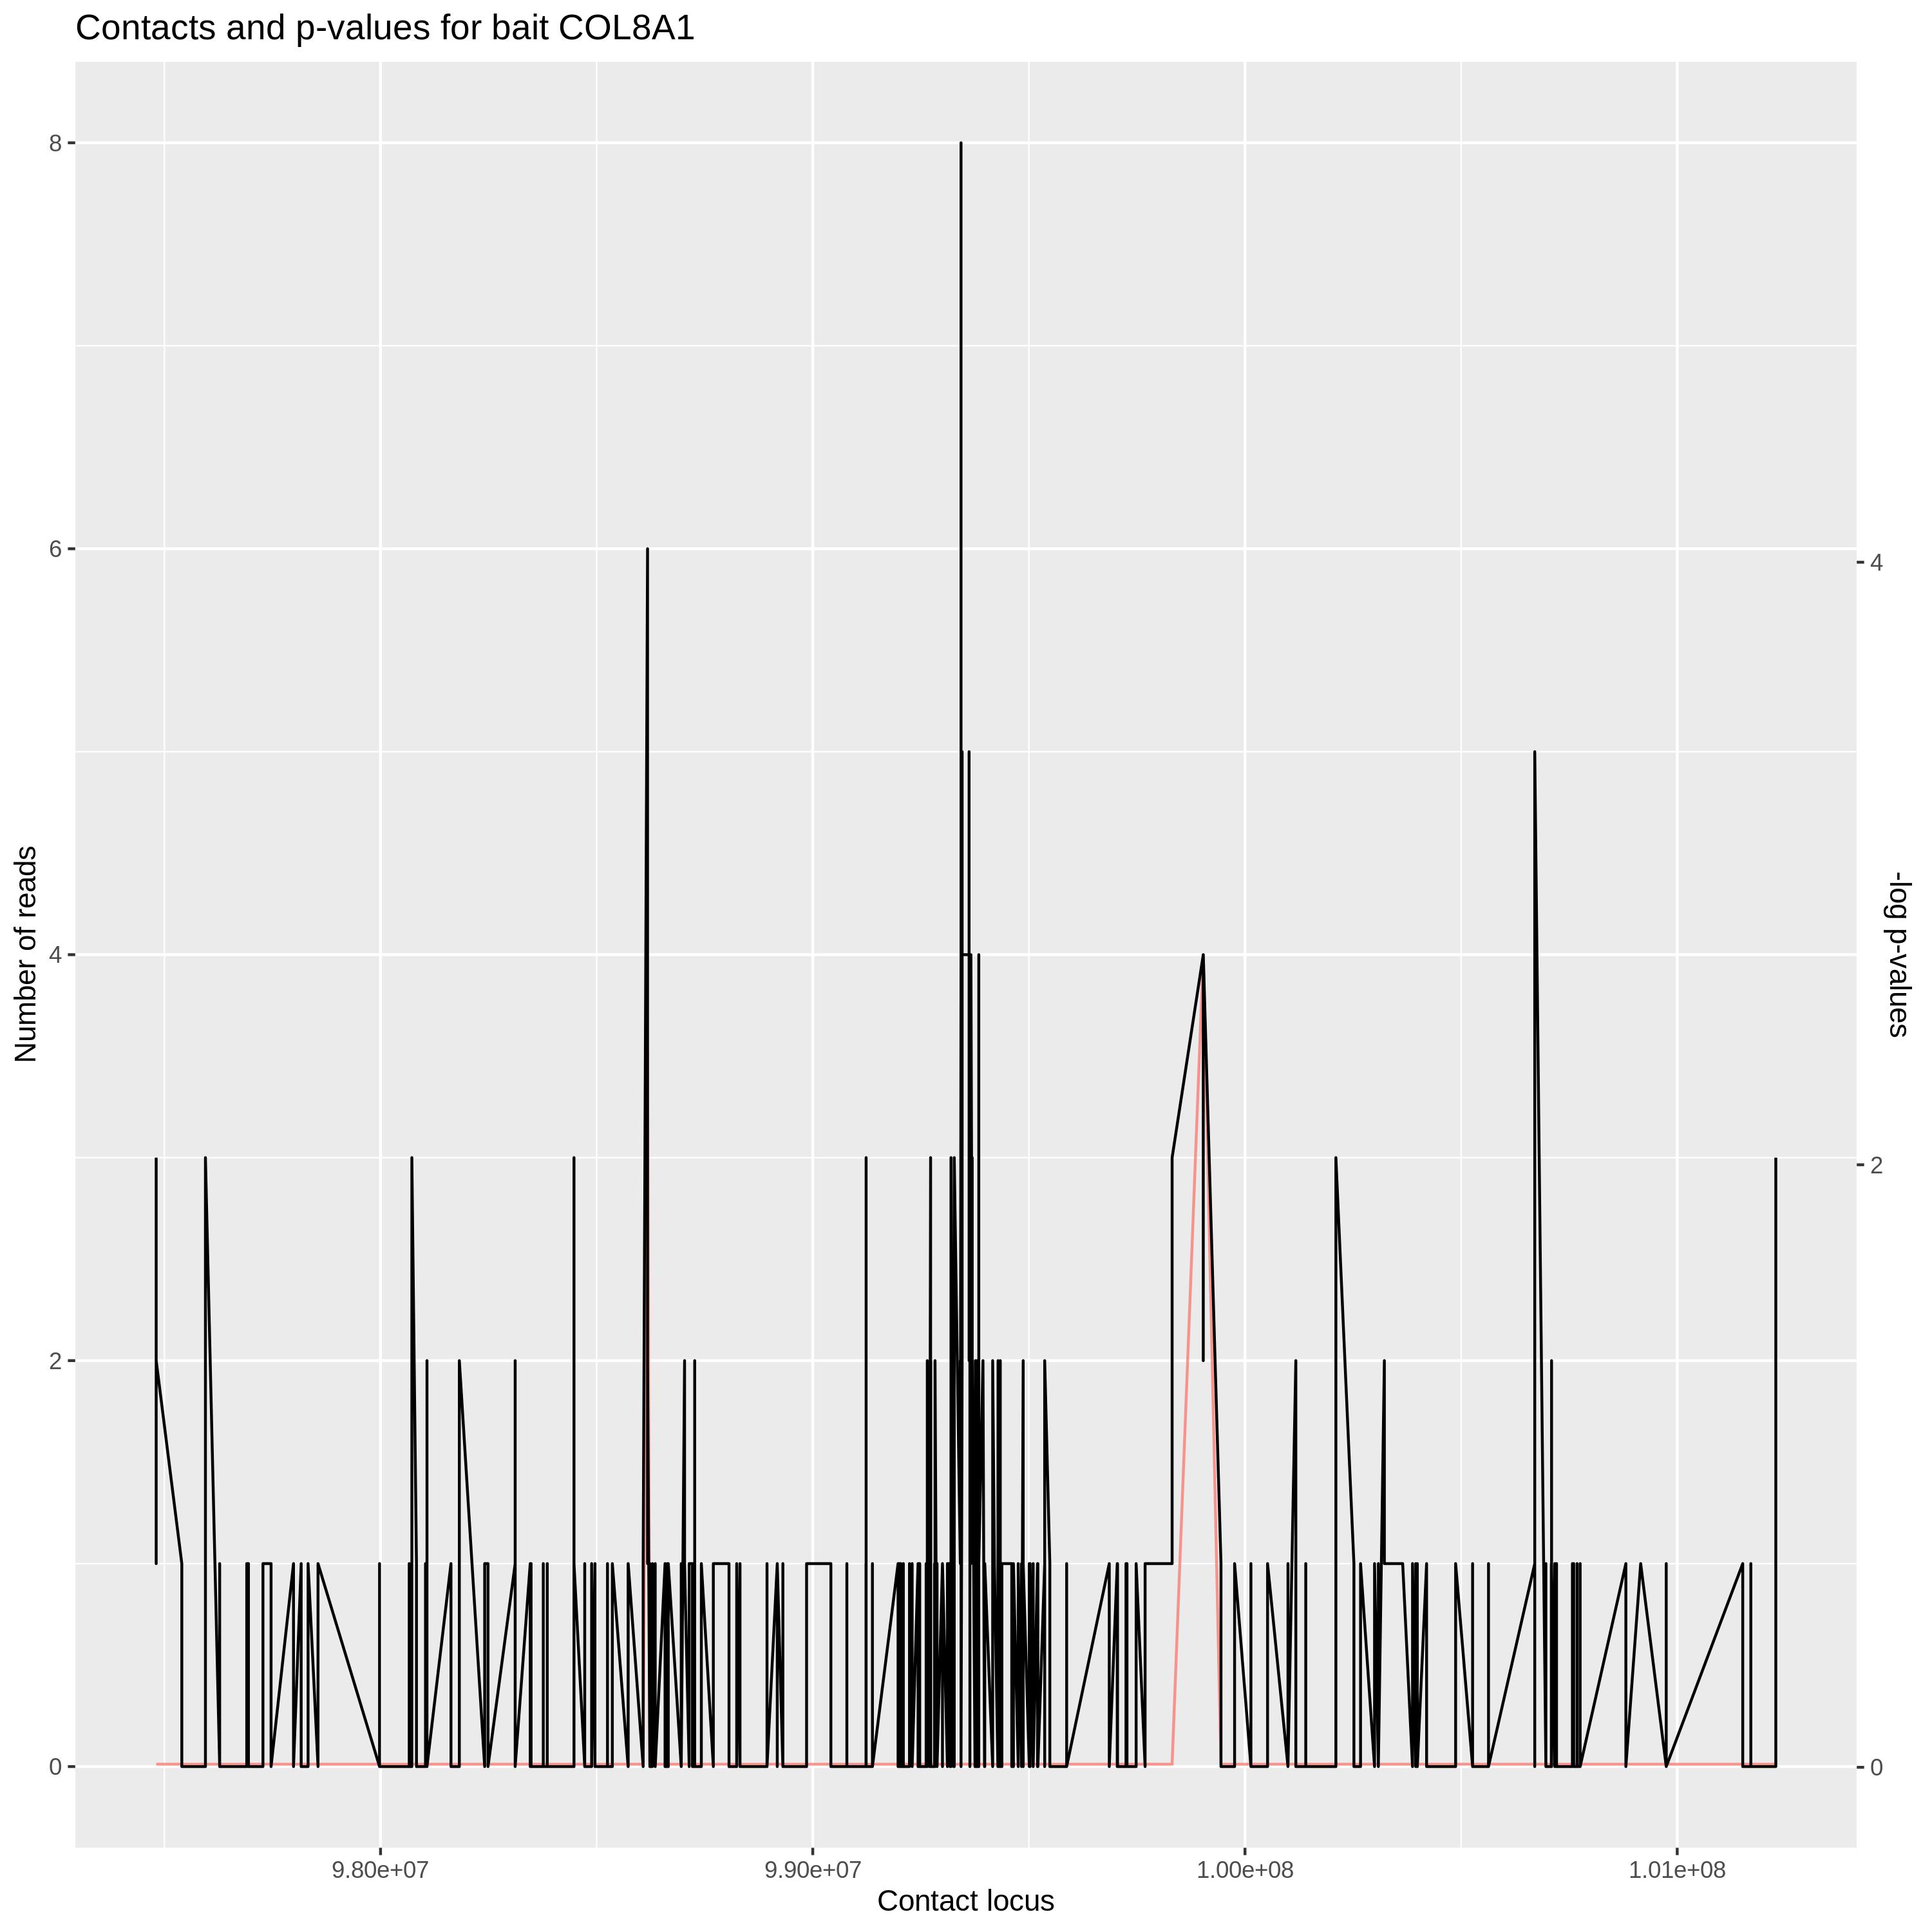 Contacts and p-values for bait COL8A1
8
6
4
2
0
Number of reads
4
2
0
-log p-values
9.80e+07
9.90e+07
1.00e+08
1.01e+08
Contact locus